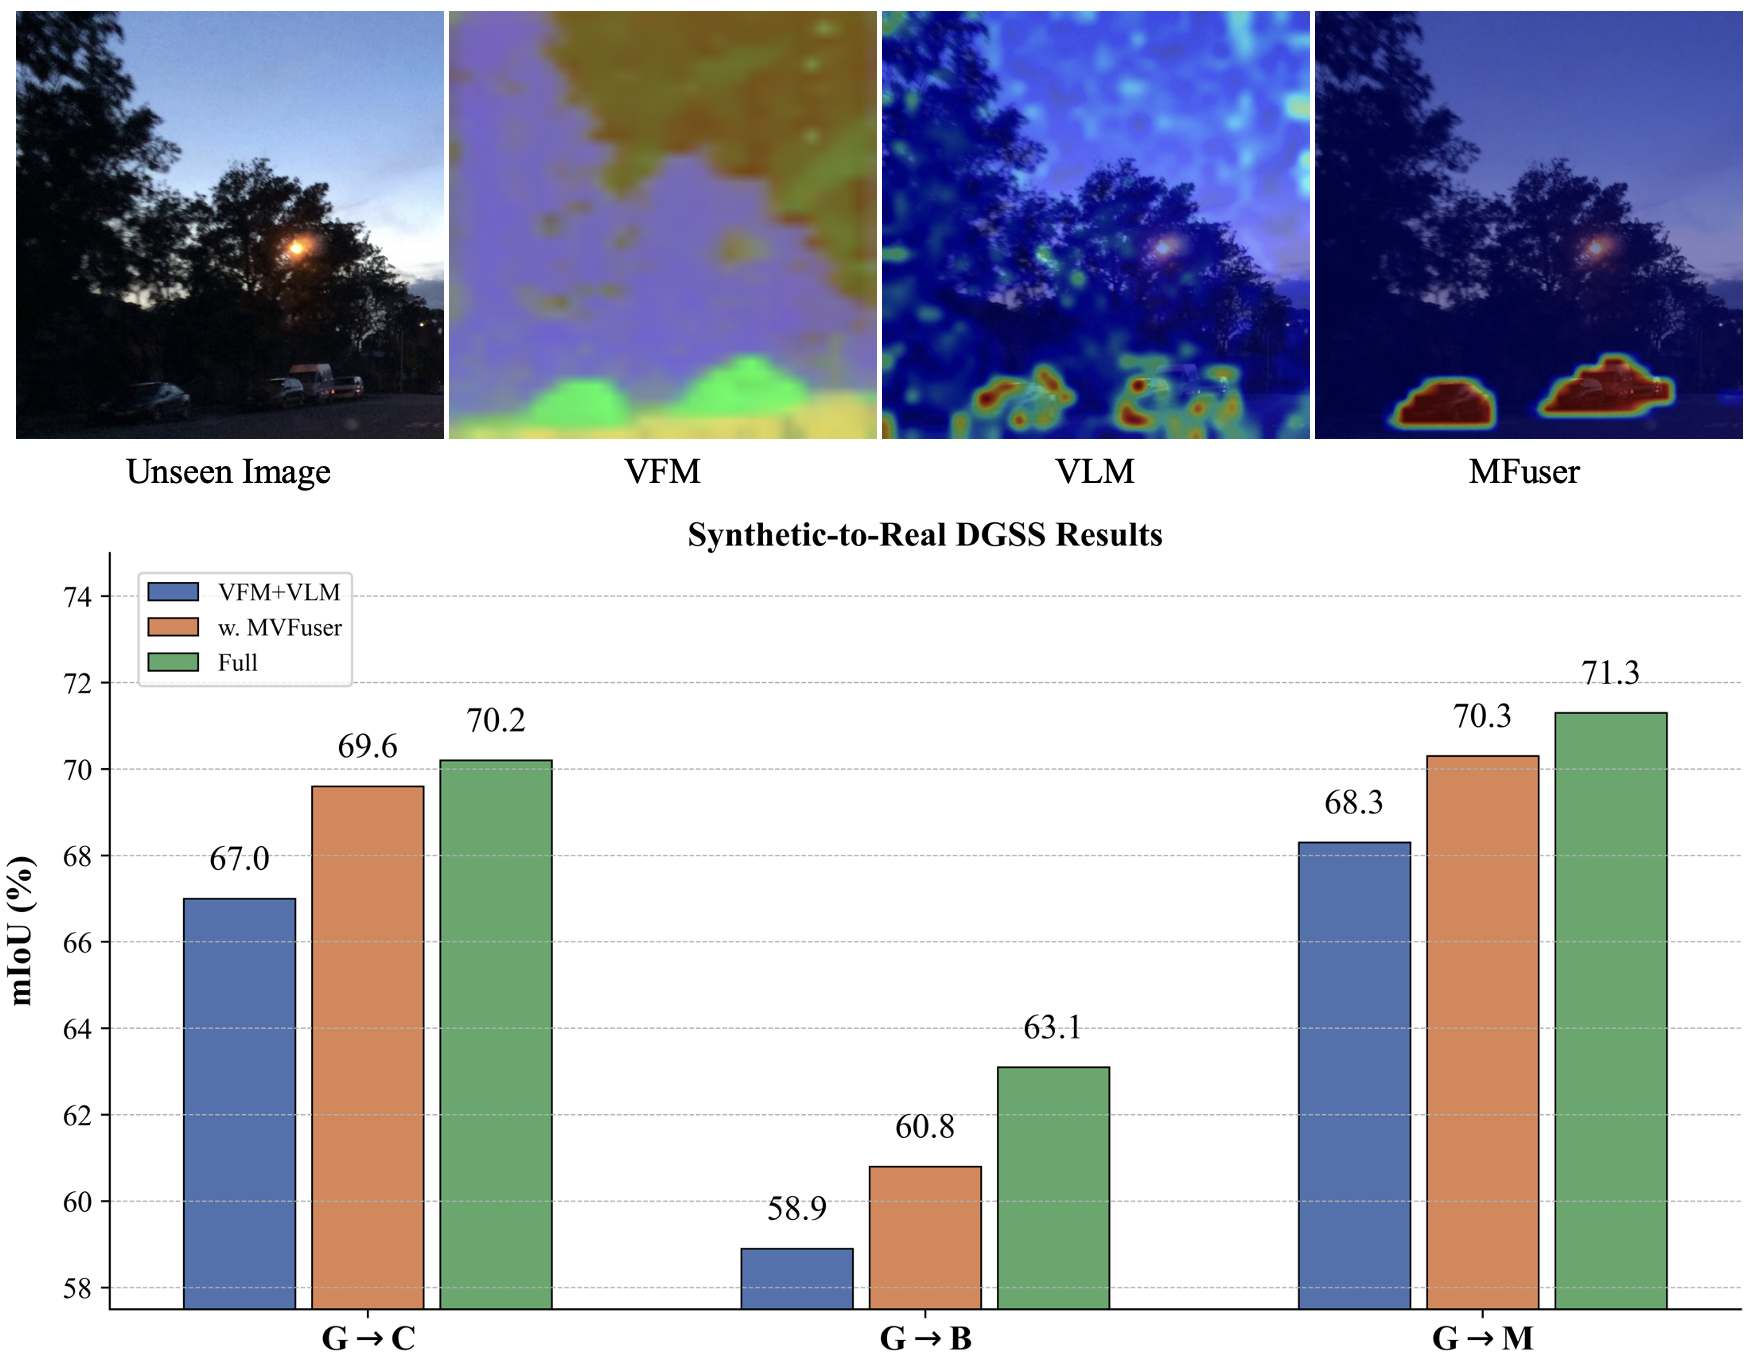 Unseen Image
VFM
VLM
MFuser
Synthetic-to-Real DGSS Results
VFM+VLM
w. MVFuser
Full
mIoU (%)
74
72
70
68
66
64
62
60
58
67.0
69.6
70.2
58.9
60.8
63.1
68.3
70.3
71.3
G → C
G → B
G → M